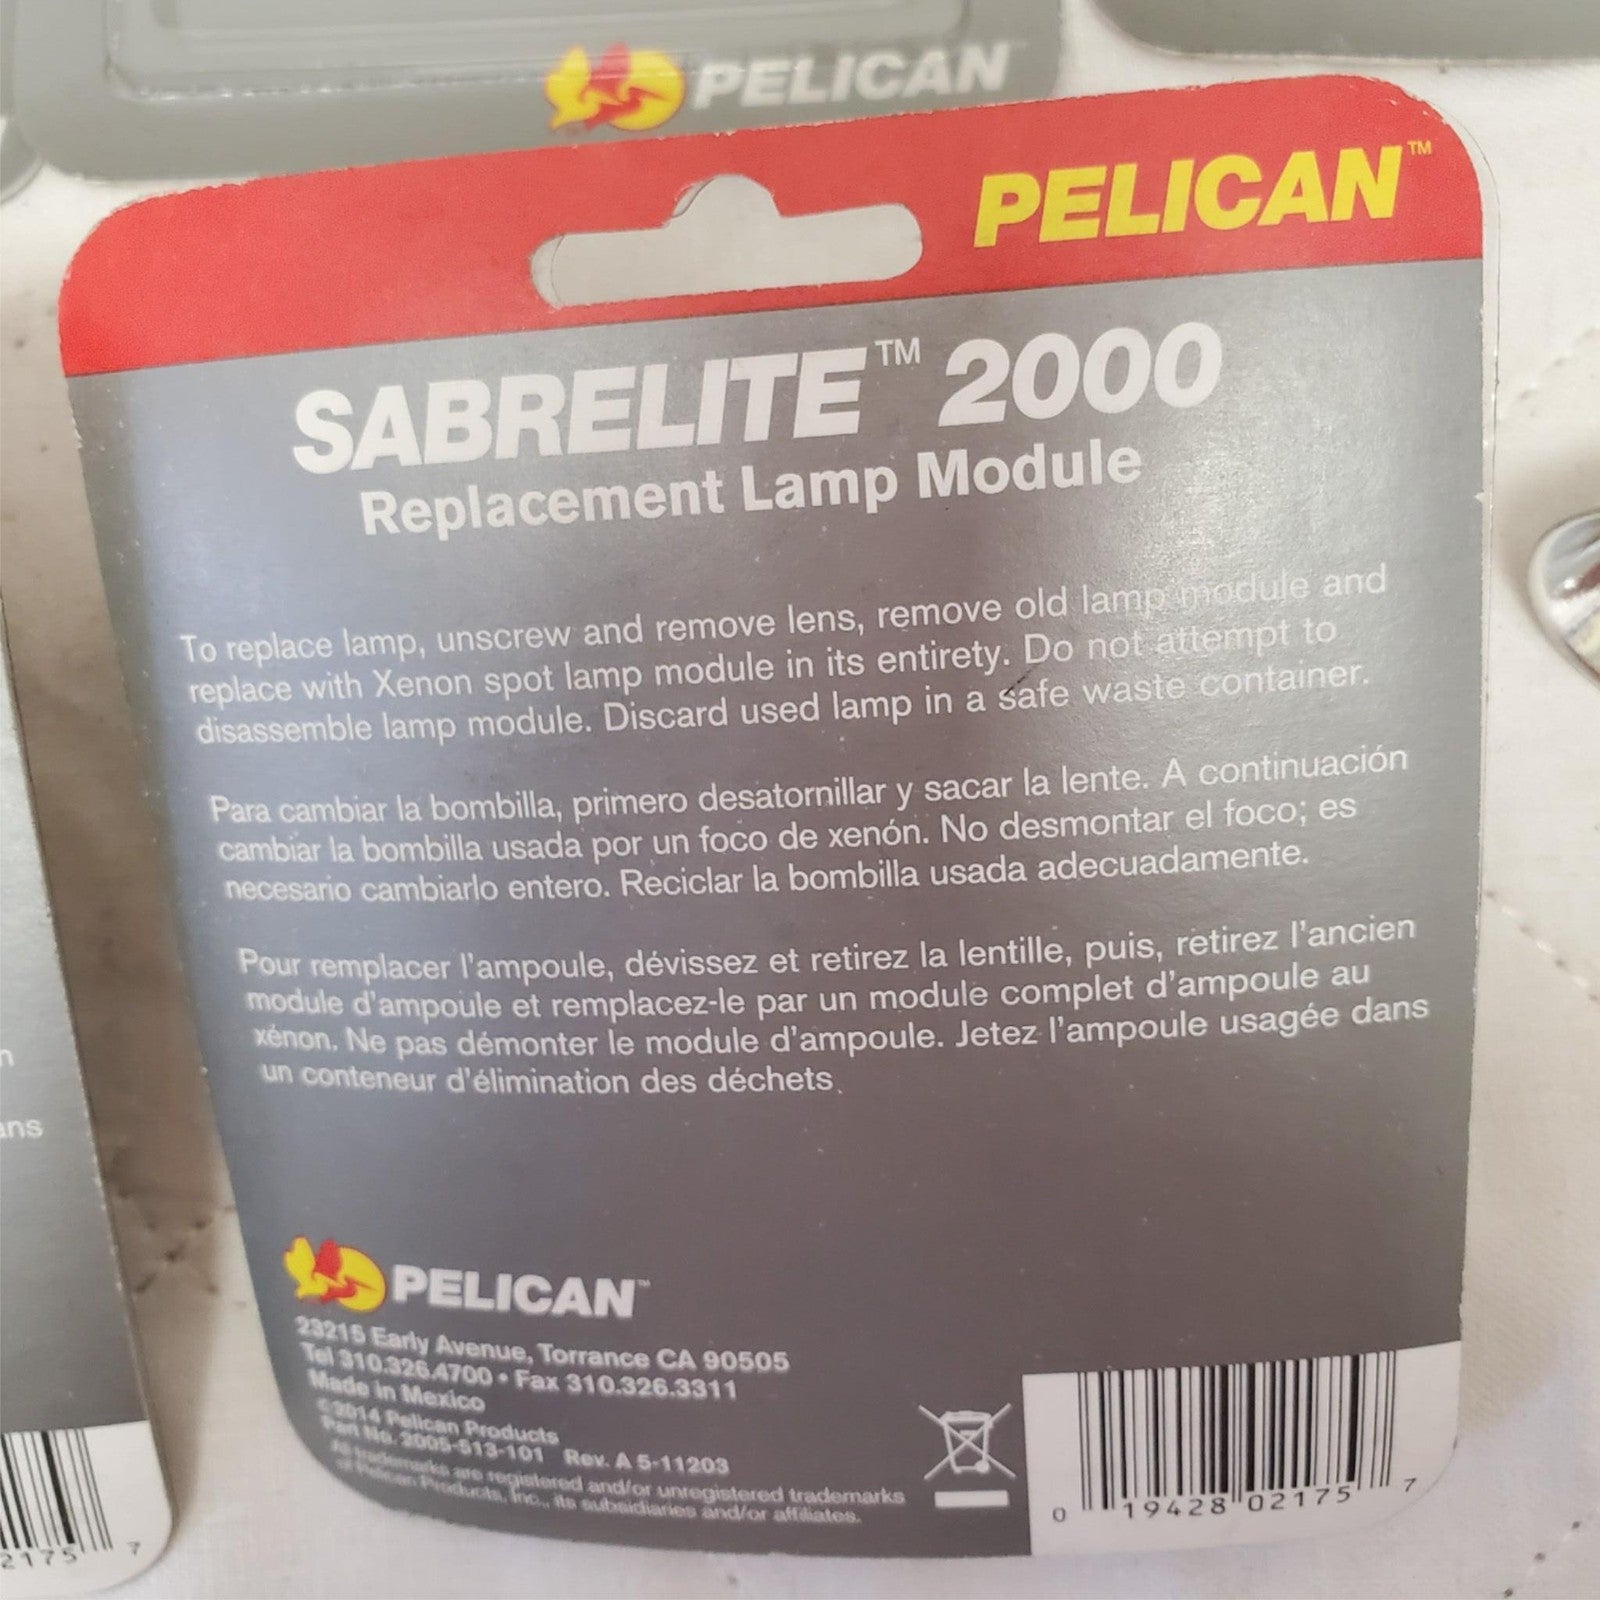 PELICAN
PELICAN™
SABRELITE™ 2000
Replacement Lamp Module
To replace lamp, unscrew and remove lens, remove old lamp module and
replace with Xenon spot lamp module in its entirety. Do not attempt to
disassemble lamp module. Discard used lamp in a safe waste container.
Para cambiar la bombilla, primero desatornillar y sacar la lente. A continuación
cambiar la bombilla usada por un foco de xenón. No desmontar el foco; es
necesario cambiarlo entero. Reciclar la bombilla usada adecuadamente.
Pour remplacer l'ampoule, dévissez et retirez la lentille, puis, retirez l'ancien
module d'ampoule et remplacez-le par un module complet d'ampoule au
xénon. Ne pas démonter le module d'ampoule. Jetez l'ampoule usagée dans
un conteneur d'élimination des déchets.
PELICAN™
23215 Early Avenue, Torrance CA 90505
Tel 310.326.4700 • Fax 310.326.3311
Made in Mexico
©2014 Pelican Products
Part No. 2005-513-101 Rev. A 5-11203
All trademarks are registered and/or unregistered trademarks
of Pelican Products, Inc., its subsidiaries and/or affiliates.
0 19428 02175 7
n
ans
2175 7